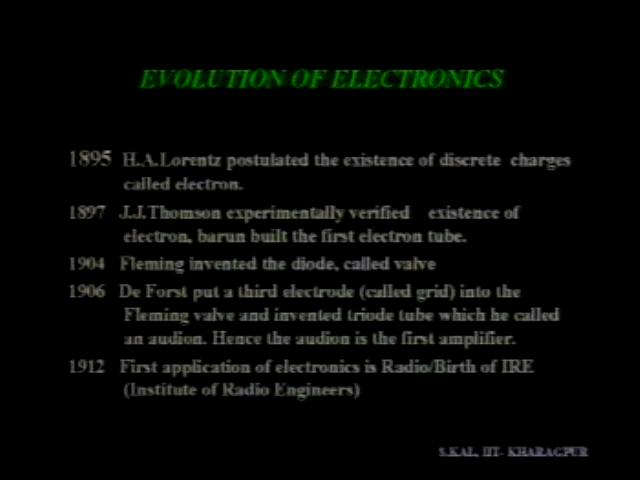 EVOLUTION OF ELECTRONICS
1895 H.A.Lorentz postulated the existence of discrete charges
called electron.
1897 J.J.Thomson experimentally verified existence of
electron, barun built the first electron tube.
1904 Fleming invented the diode, called valve
1906 De Forst put a third electrode (called grid) into the
Fleming valve and invented triode tube which he called
an audion. Hence the audion is the first amplifier.
1912 First application of electronics is Radio/Birth of IRE
(Institute of Radio Engineers)
S.KAL, IIT- KHARAGPUR